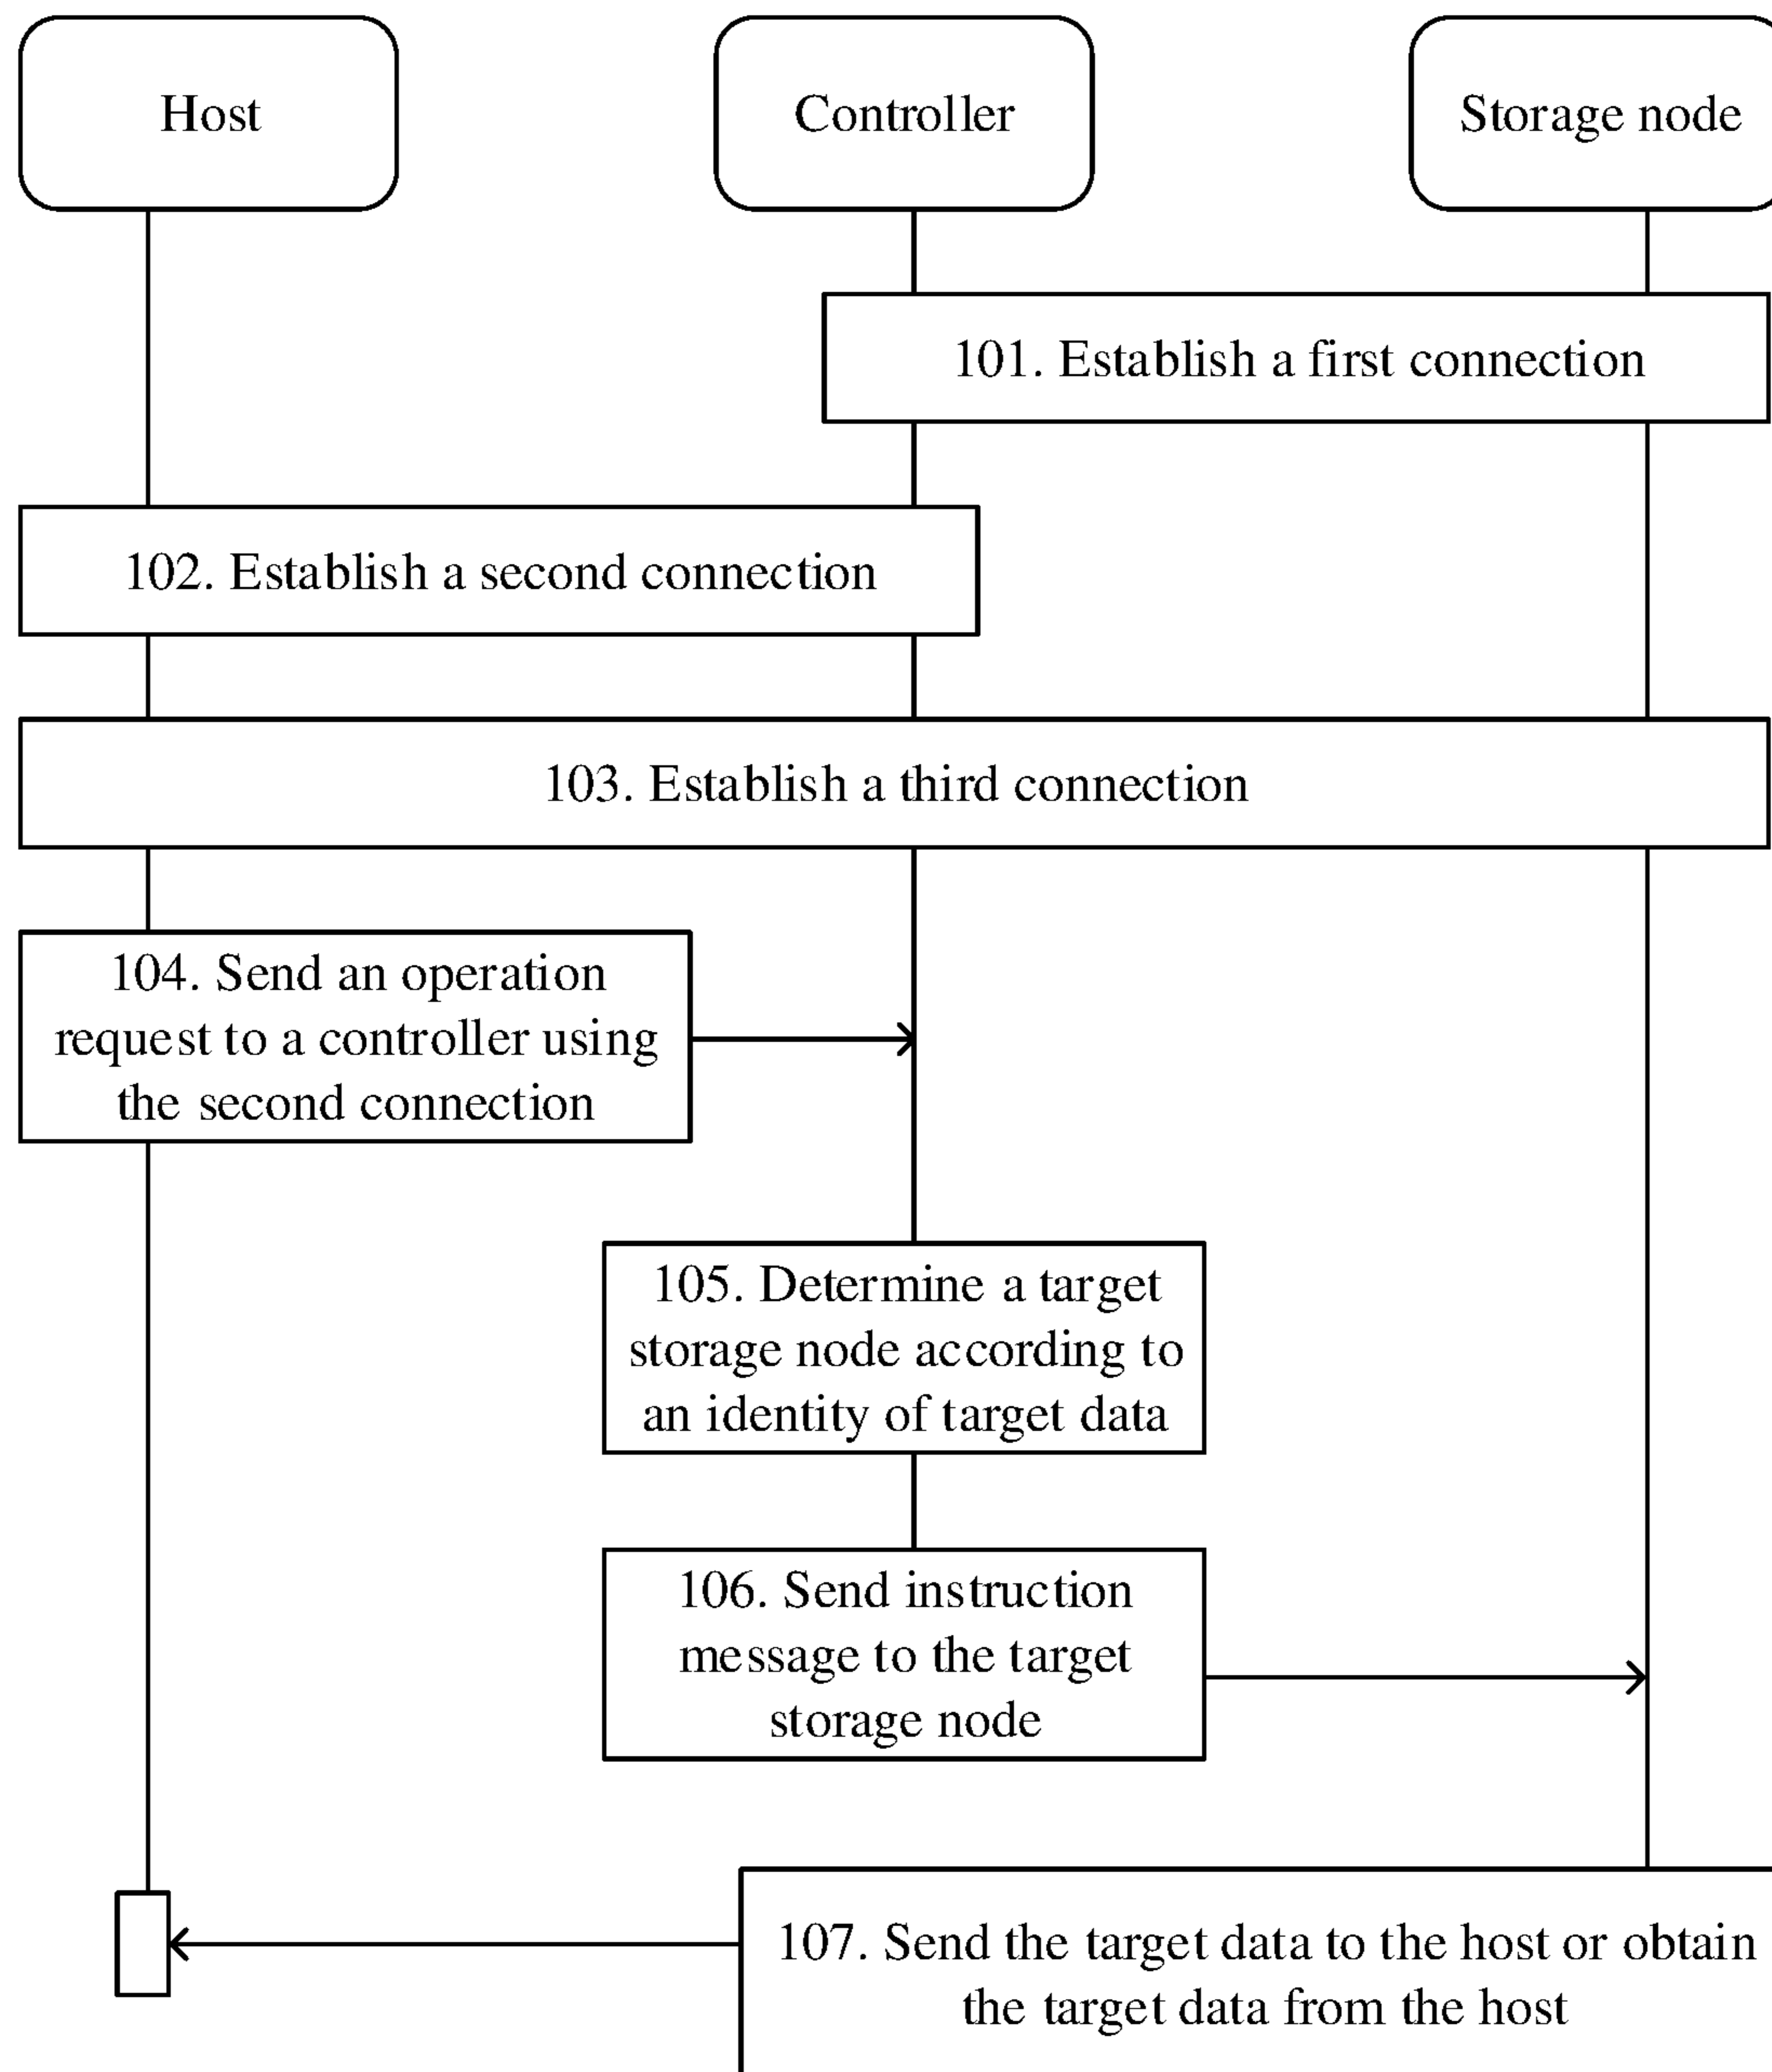 Host
Controller
Storage node
101. Establish a first connection
102. Establish a second connection
103. Establish a third connection
104. Send an operation
request to a controller using
the second connection
105. Determine a target
storage node according to
an identity of target data
106. Send instruction
message to the target
storage node
107. Send the target data to the host or obtain
the target data from the host